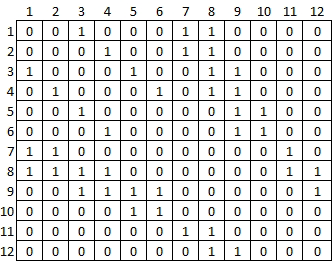 1 2 3 4 5 6 7 8 9 10 11 12
1 0 0 1 0 0 0 1 1 0 0 0 0
2 0 0 0 1 0 0 1 1 0 0 0 0
3 1 0 0 0 1 0 0 1 1 0 0 0
4 0 1 0 0 0 1 0 1 1 0 0 0
5 0 0 1 0 0 0 0 0 1 1 0 0
6 0 0 0 1 0 0 0 0 1 1 0 0
7 1 1 0 0 0 0 0 0 0 0 1 0
8 1 1 1 1 0 0 0 0 0 0 1 1
9 0 0 1 1 1 1 0 0 0 0 0 1
10 0 0 0 0 1 1 0 0 0 0 0 0
11 0 0 0 0 0 0 1 1 0 0 0 0
12 0 0 0 0 0 0 0 1 1 0 0 0